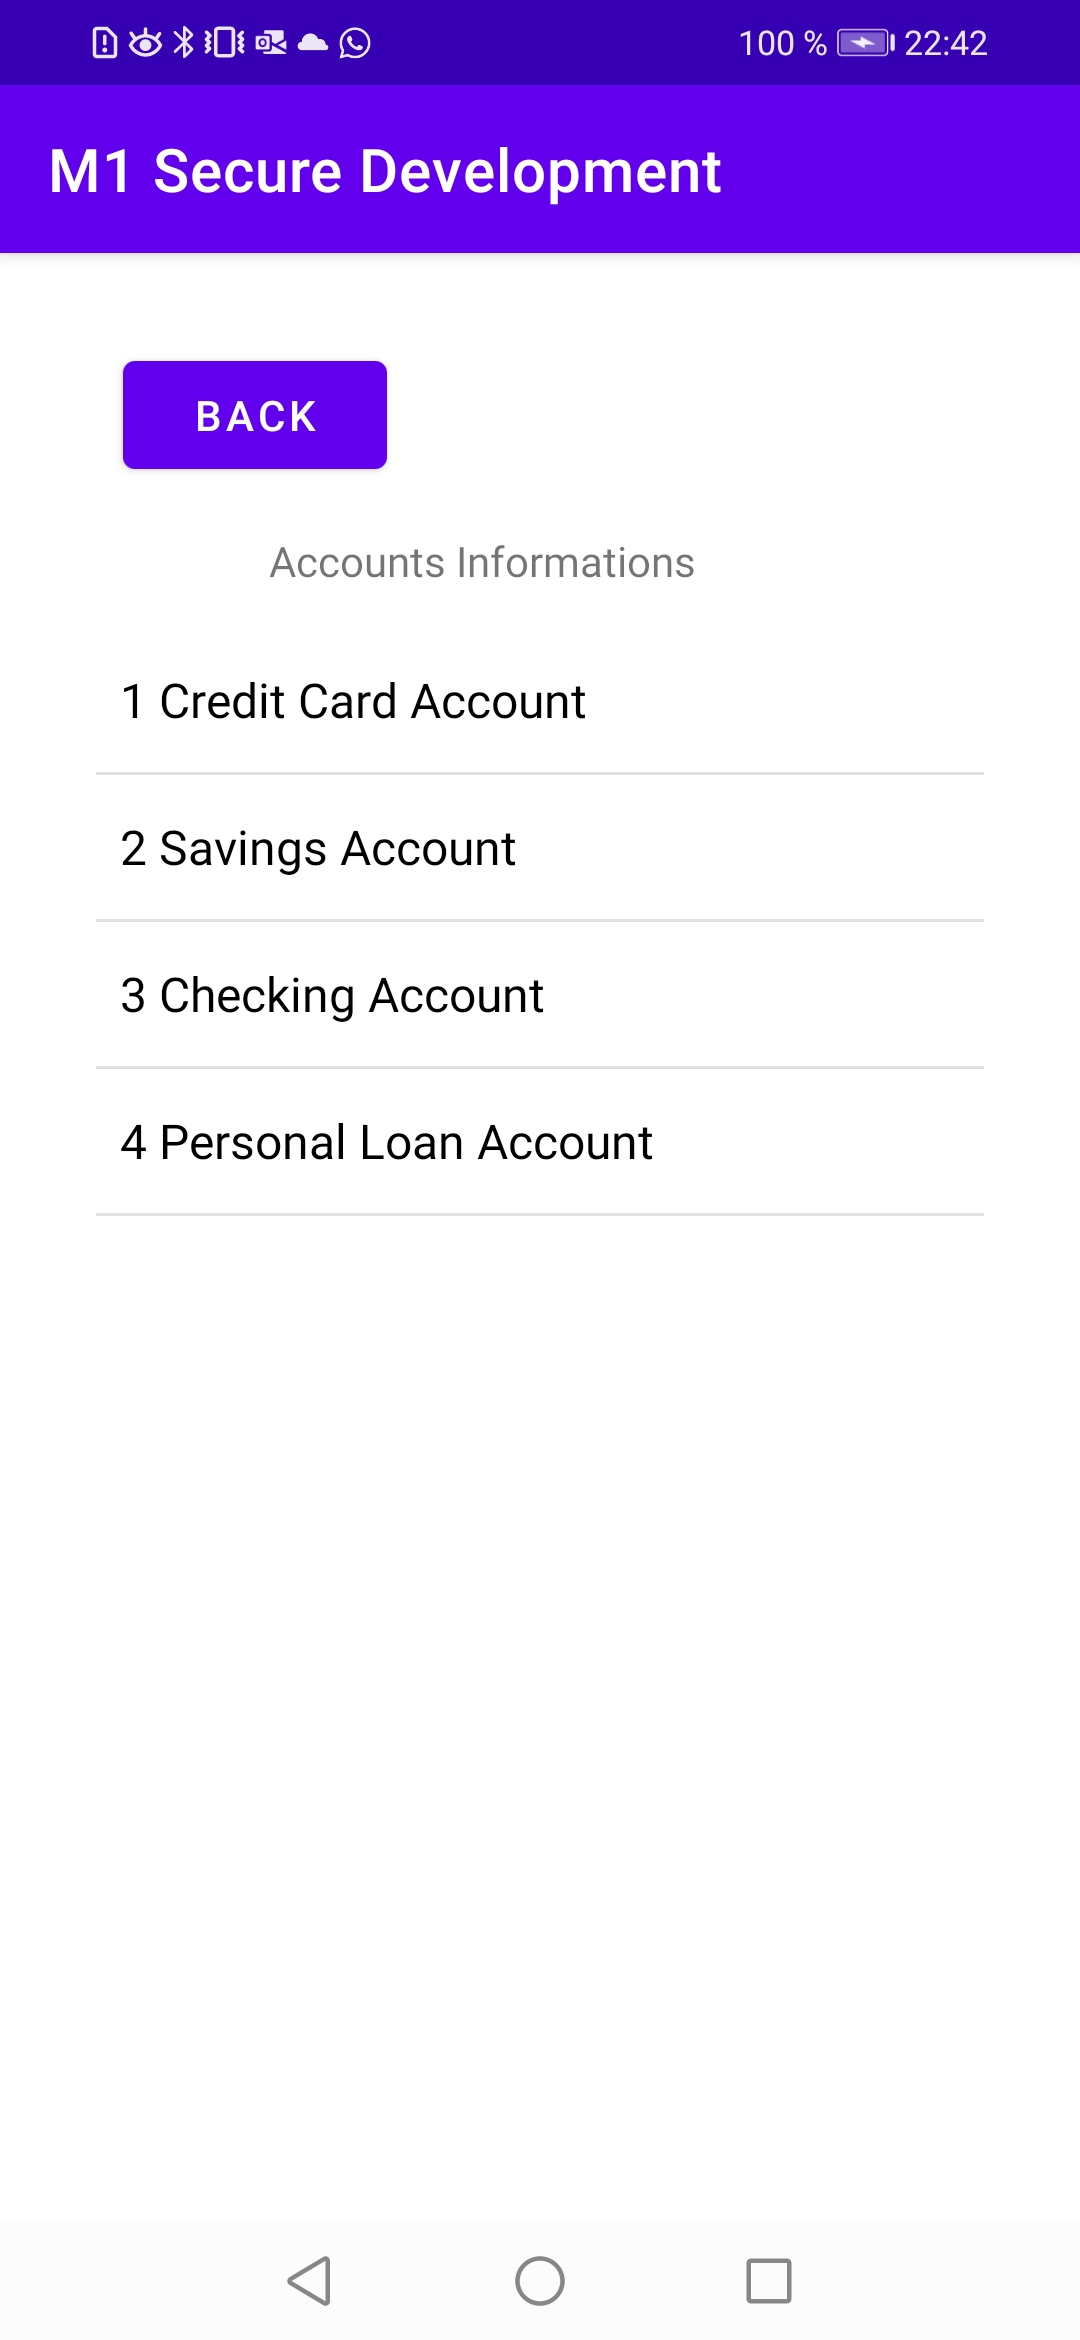 100 % 22:42
M1 Secure Development
BACK
Accounts Informations
1 Credit Card Account
2 Savings Account
3 Checking Account
4 Personal Loan Account